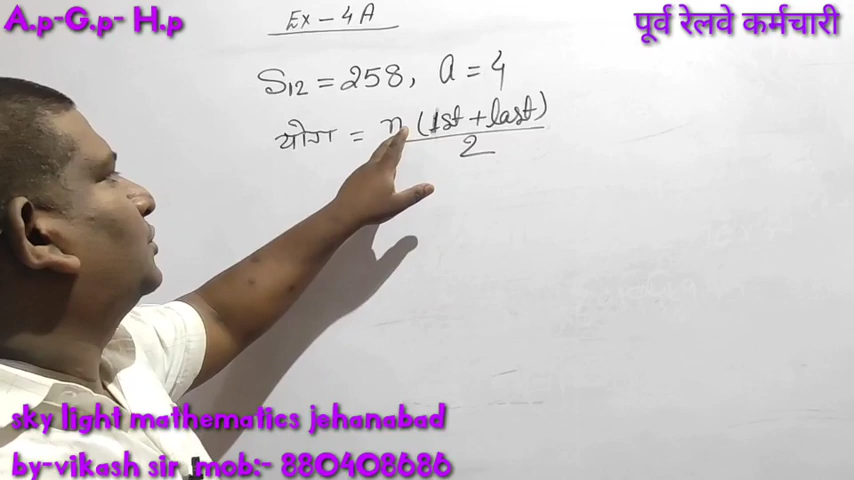 A.p-G.p- H.p
पूर्व रेलवे कर्मचारी
Ex - 4A
S₁₂ = 258, a = 4
योग = n (1st + last) / 2
sky light mathematics jehanabad
by-vikash sir mob:- 880408686